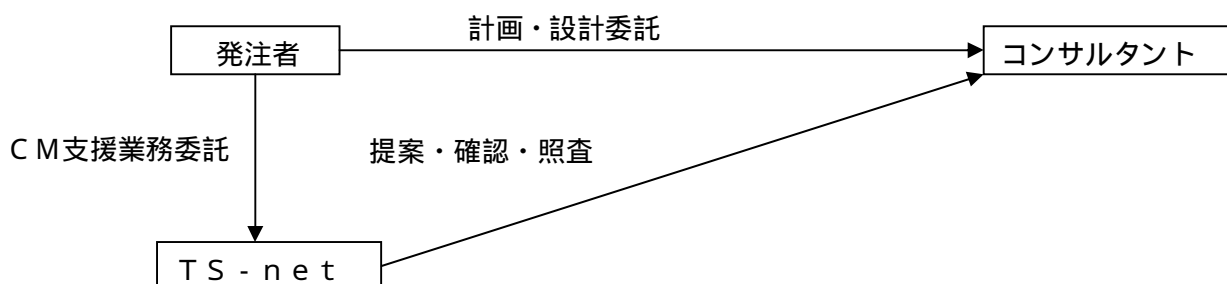 計画・設計委託
発注者
コンサルタント
ＣＭ支援業務委託
提案・確認・照査
ＴＳ-ｎｅｔ